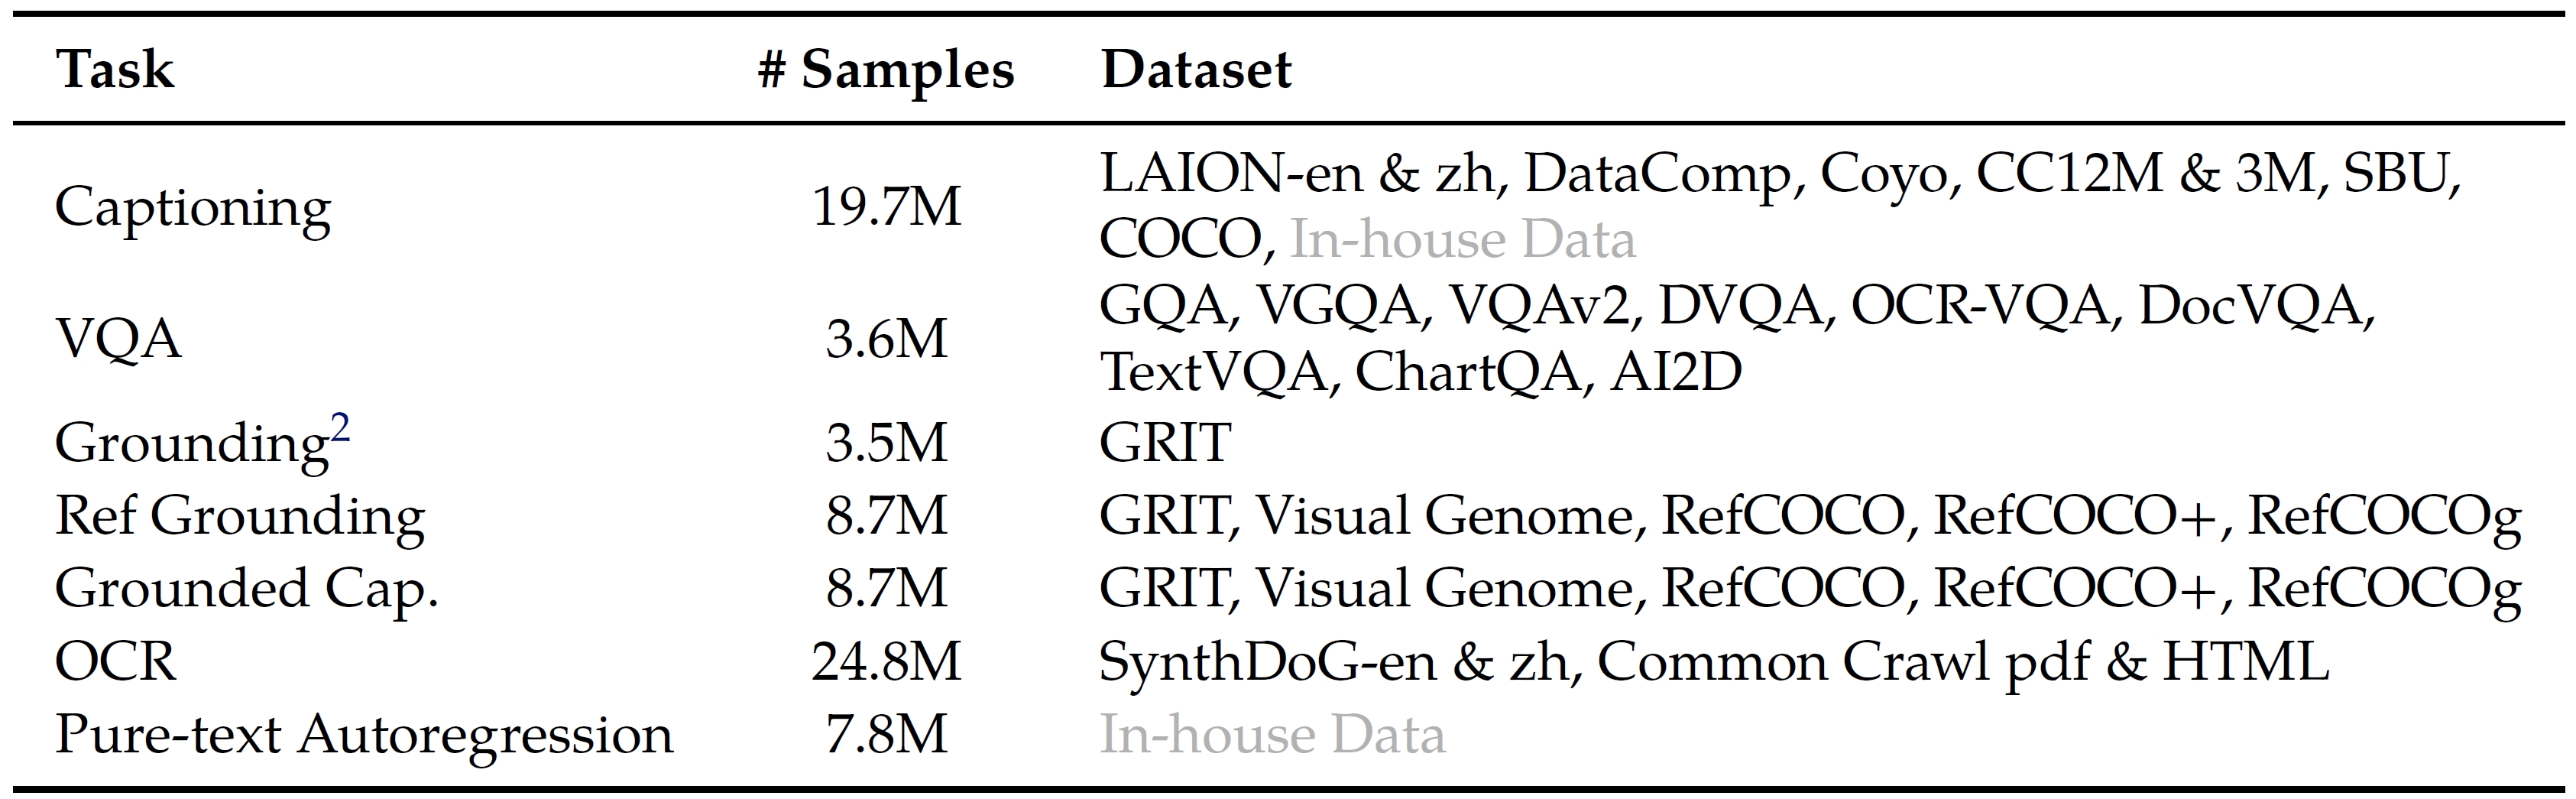 Task # Samples Dataset
Captioning 19.7M LAION-en & zh, DataComp, Coyo, CC12M & 3M, SBU,
COCO, In-house Data
VQA 3.6M GQA, VGQA, VQAv2, DVQA, OCR-VQA, DocVQA,
TextVQA, ChartQA, AI2D
Grounding2 3.5M GRIT
Ref Grounding 8.7M GRIT, Visual Genome, RefCOCO, RefCOCO+, RefCOCOg
Grounded Cap. 8.7M GRIT, Visual Genome, RefCOCO, RefCOCO+, RefCOCOg
OCR 24.8M SynthDoG-en & zh, Common Crawl pdf & HTML
Pure-text Autoregression 7.8M In-house Data